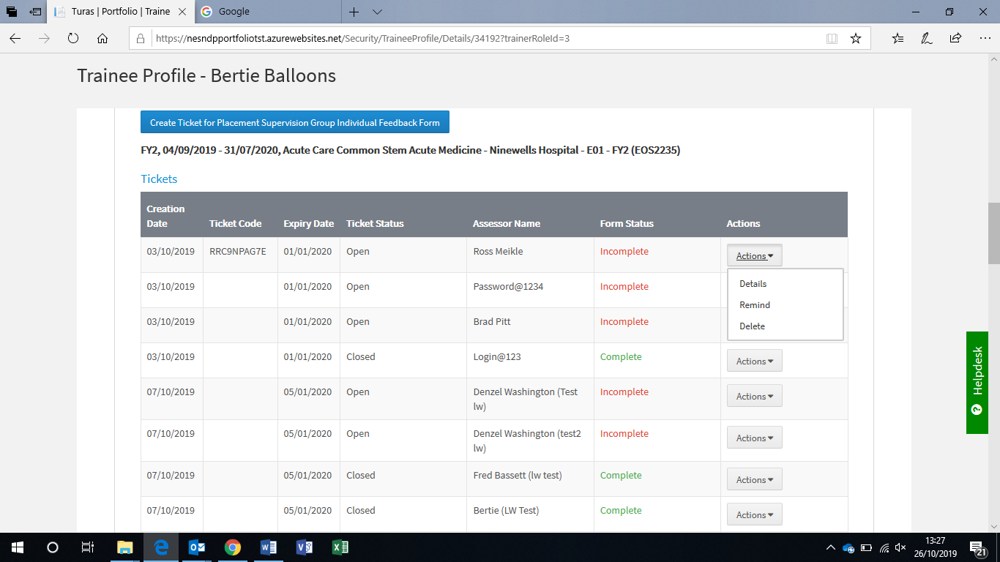 Turas | Portfolio | Traine
Google
https://nesndpportfoliotst.azurewebsites.net/Security/TraineeProfile/Details/34192?trainerRoleId=3
Trainee Profile - Bertie Balloons
Create Ticket for Placement Supervision Group Individual Feedback Form
FY2, 04/09/2019 - 31/07/2020, Acute Care Common Stem Acute Medicine - Ninewells Hospital - E01 - FY2 (EOS2235)
Tickets
Creation Date Ticket Code Expiry Date Ticket Status Assessor Name Form Status Actions
03/10/2019 RRC9NPAG7E 01/01/2020 Open Ross Meikle Incomplete Actions
03/10/2019 01/01/2020 Open Password@1234 Incomplete
Details
Remind
Delete
03/10/2019 01/01/2020 Open Brad Pitt Incomplete
03/10/2019 01/01/2020 Closed Login@123 Complete Actions
07/10/2019 05/01/2020 Open Denzel Washington (Test lw) Incomplete Actions
07/10/2019 05/01/2020 Open Denzel Washington (test2 lw) Incomplete Actions
07/10/2019 05/01/2020 Closed Fred Bassett (lw test) Complete Actions
07/10/2019 05/01/2020 Closed Bertie (LW Test) Complete Actions
? Helpdesk
13:27
26/10/2019
21